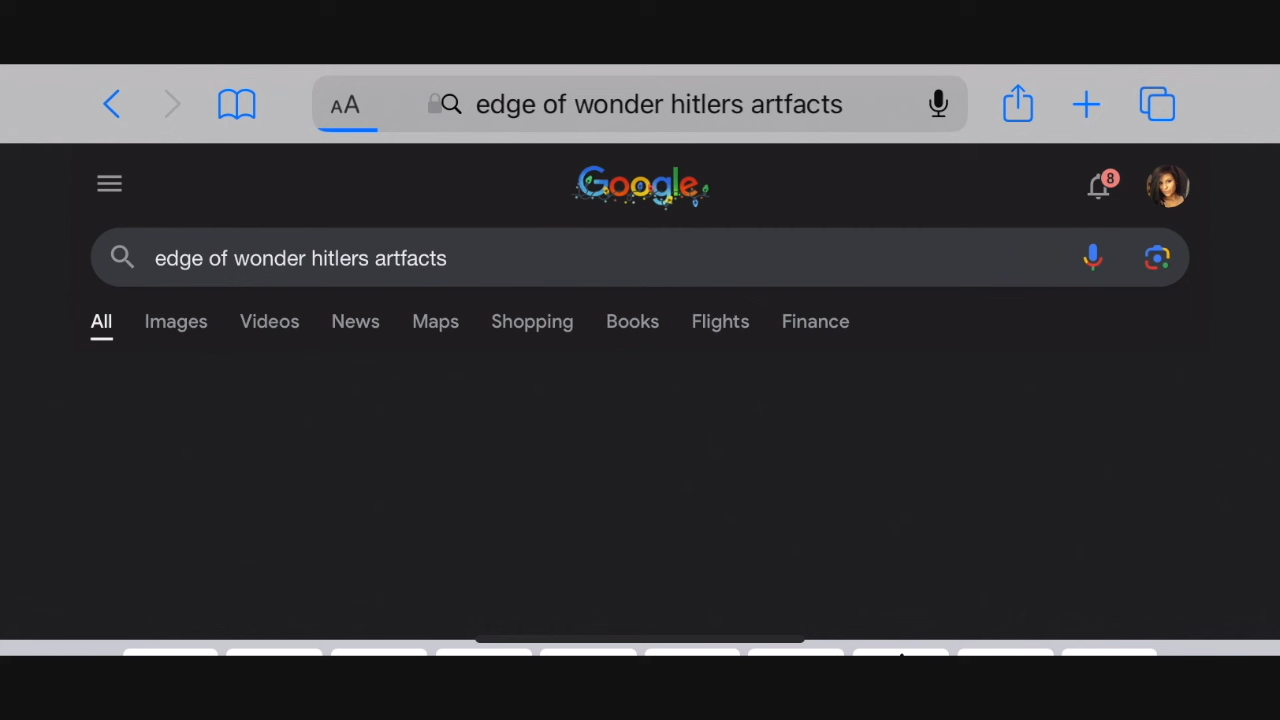 AA edge of wonder hitlers artfacts
Google 8
edge of wonder hitlers artfacts
All Images Videos News Maps Shopping Books Flights Finance